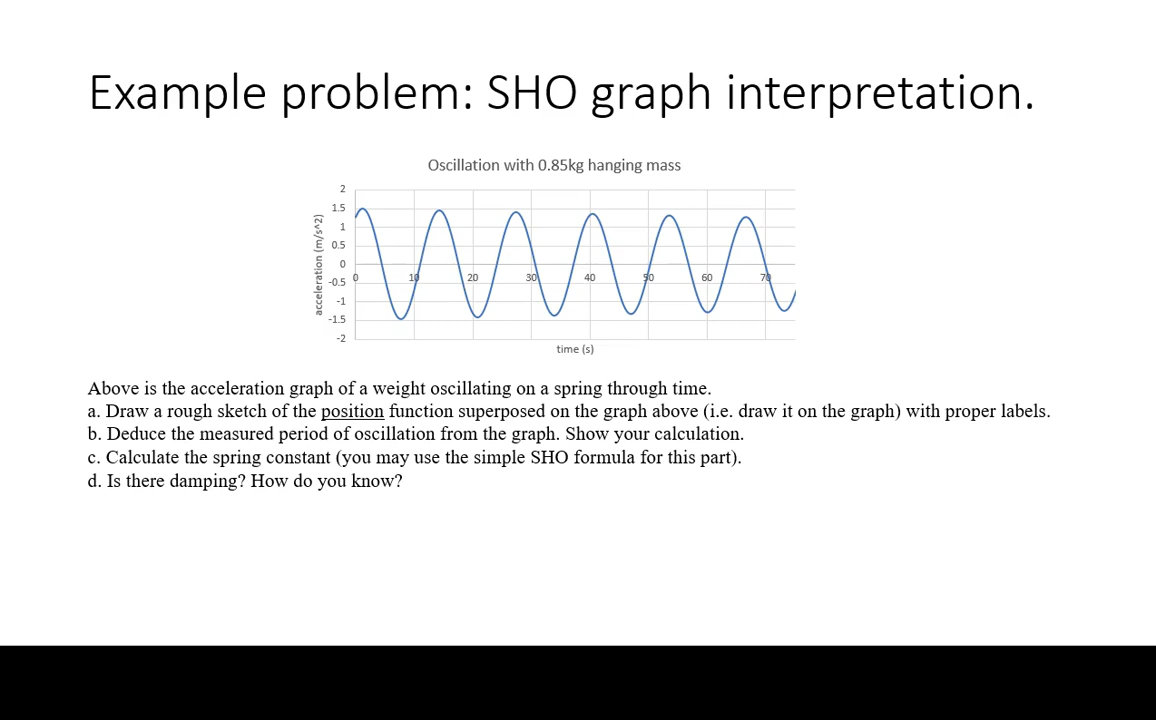 Example problem: SHO graph interpretation.
Oscillation with 0.85kg hanging mass
2
1.5
1
0.5
0
-0.5
-1
-1.5
-2
acceleration (m/s^2)
0 10 20 30 40 50 60 70
time (s)
Above is the acceleration graph of a weight oscillating on a spring through time.
a. Draw a rough sketch of the position function superposed on the graph above (i.e. draw it on the graph) with proper labels.
b. Deduce the measured period of oscillation from the graph. Show your calculation.
c. Calculate the spring constant (you may use the simple SHO formula for this part).
d. Is there damping? How do you know?